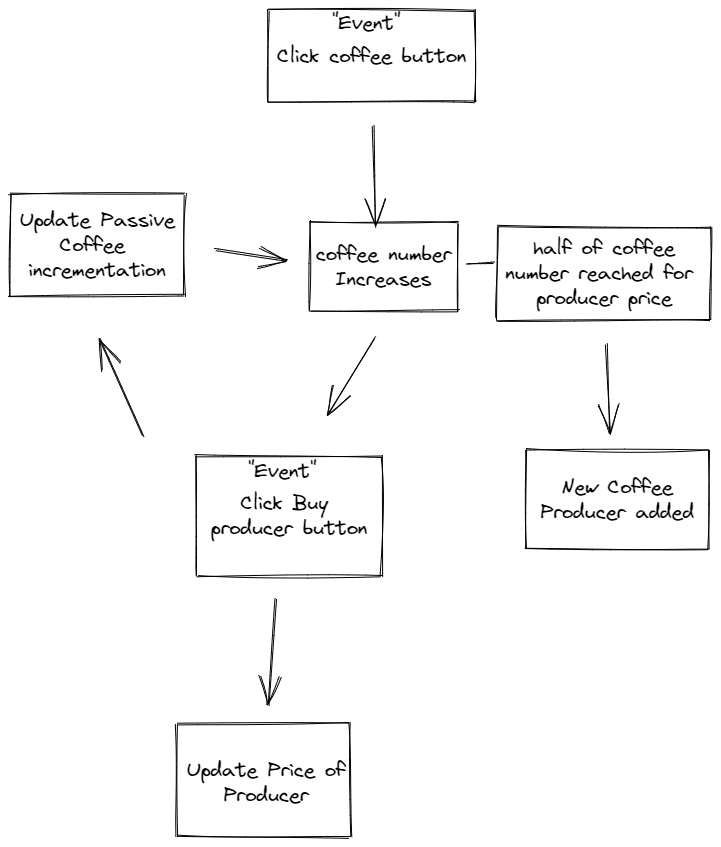 "Event"
Click coffee button
Update Passive
Coffee
incrementation
coffee number
Increases
half of coffee
number reached for
producer price
"Event"
Click Buy
producer button
New Coffee
Producer added
Update Price of
Producer